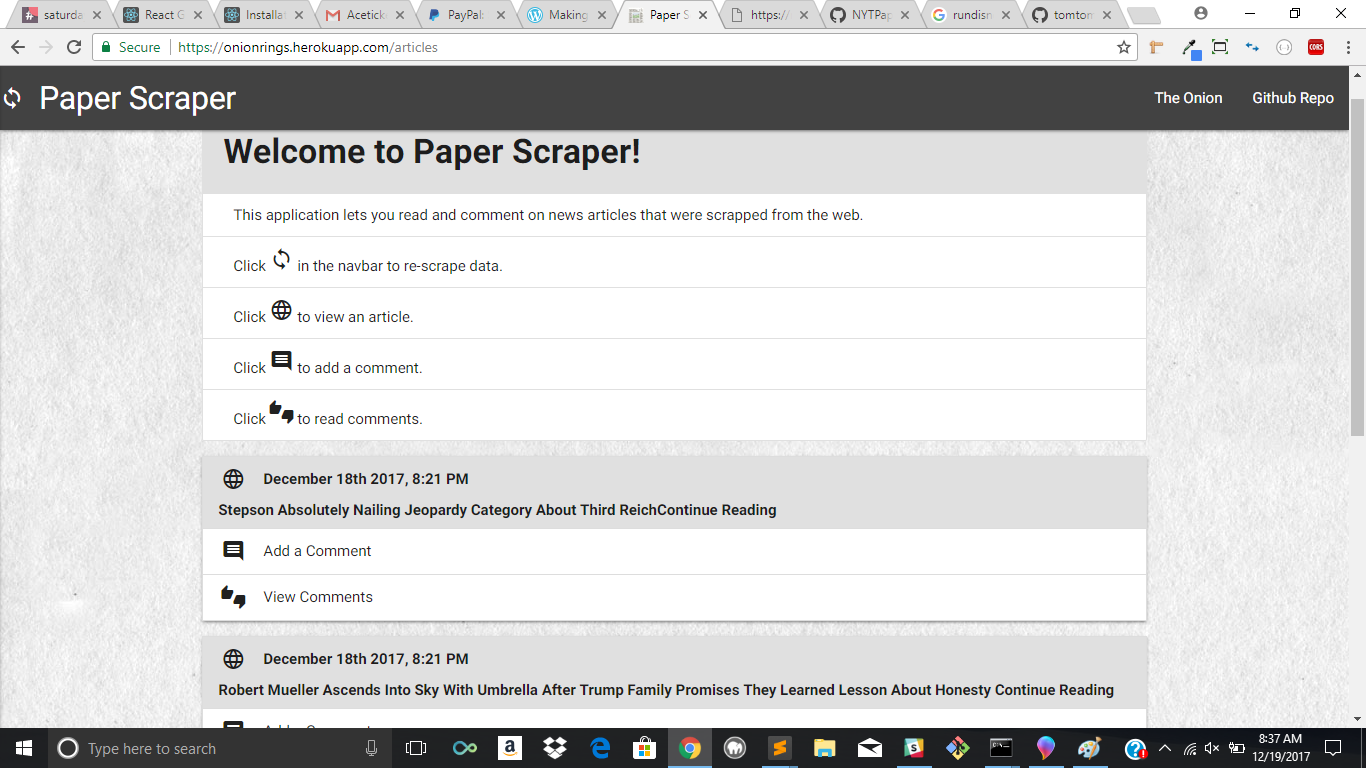 saturda
React G
Installat
Acetick
PayPal:
Making
Paper S
https:/
NYTPap
rundisn
tomtom
Secure
https://onionrings.herokuapp.com/articles
CORS
Paper Scraper
The Onion
Github Repo
Welcome to Paper Scraper!
This application lets you read and comment on news articles that were scrapped from the web.
Click in the navbar to re-scrape data.
Click to view an article.
Click to add a comment.
Click to read comments.
December 18th 2017, 8:21 PM
Stepson Absolutely Nailing Jeopardy Category About Third ReichContinue Reading
Add a Comment
View Comments
December 18th 2017, 8:21 PM
Robert Mueller Ascends Into Sky With Umbrella After Trump Family Promises They Learned Lesson About Honesty Continue Reading
Type here to search
8:37 AM
12/19/2017